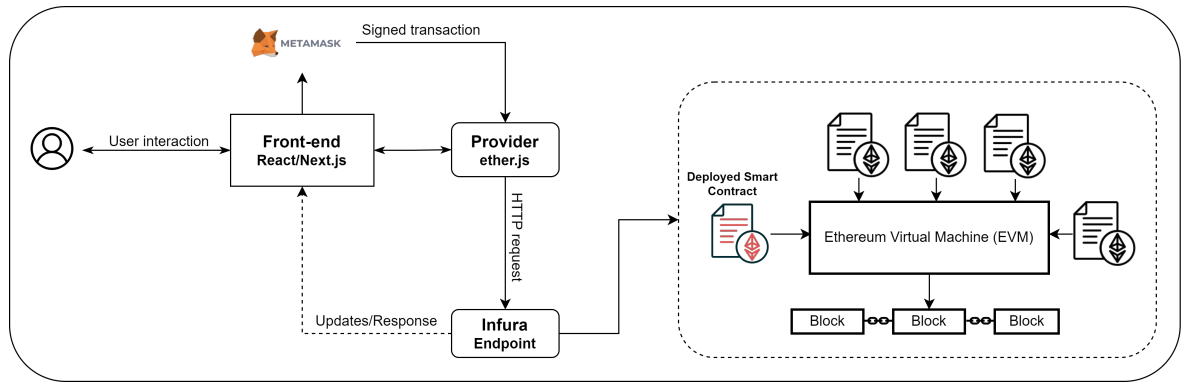 Signed transaction
METAMASK
User interaction
Front-end
React/Next.js
Provider
ether.js
HTTP request
Updates/Response
Infura
Endpoint
Deployed Smart
Contract
Ethereum Virtual Machine (EVM)
Block
Block
Block